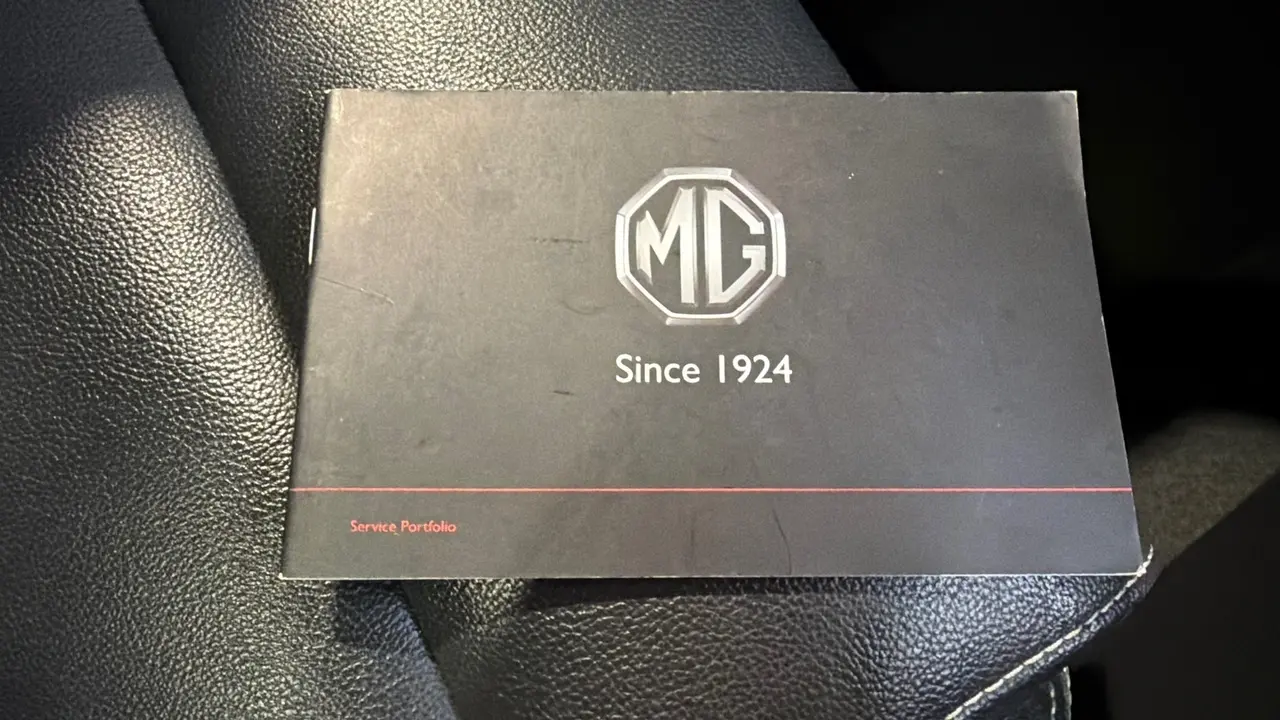 MG
Since 1924
Service Portfolio